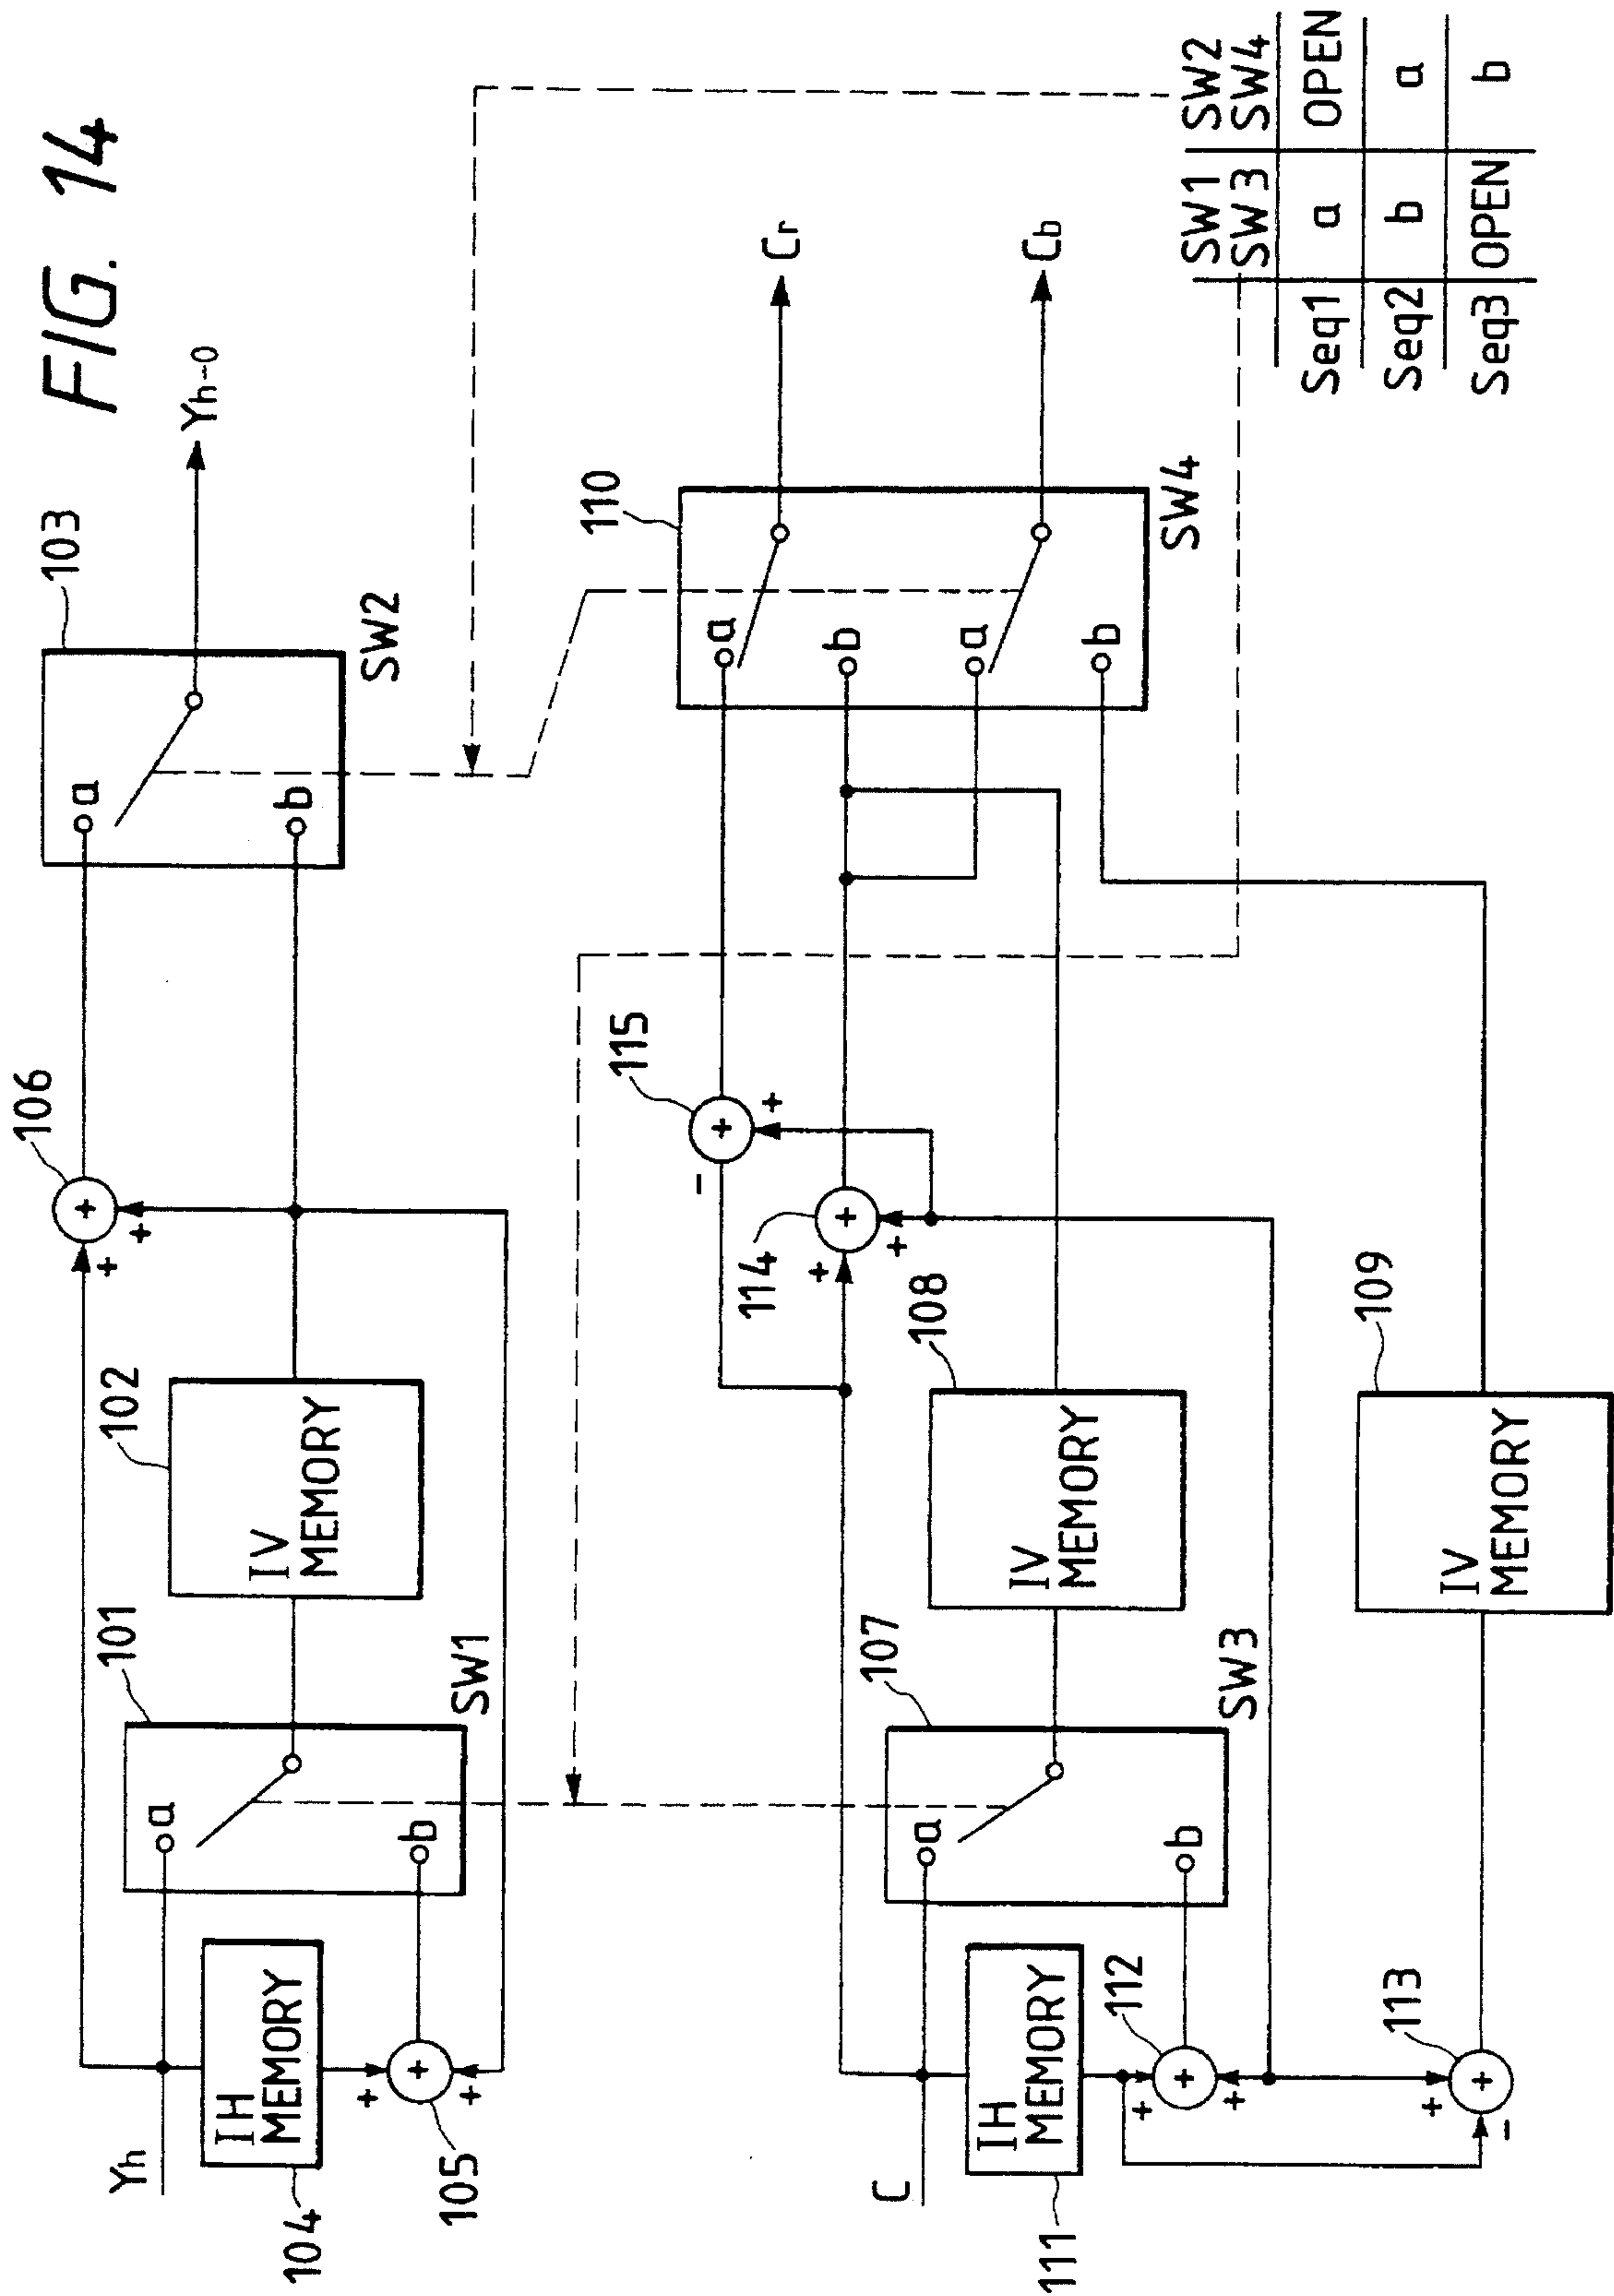 FIG. 14
103
SW2
Yh-0
106
102
IV
MEMORY
101
SW1
a
b
a
b
+
+
+
Yh
IH
MEMORY
104
105
+
+
+
110
SW4
a
b
a
b
Cr
Cb
115
+
+
−
114
+
+
+
108
IV
MEMORY
107
SW3
a
b
109
IV
MEMORY
C
IH
MEMORY
111
112
+
+
+
113
+
+
−
SW1 SW2
SW3 SW4
Seq1 a OPEN
Seq2 b a
Seq3 OPEN b